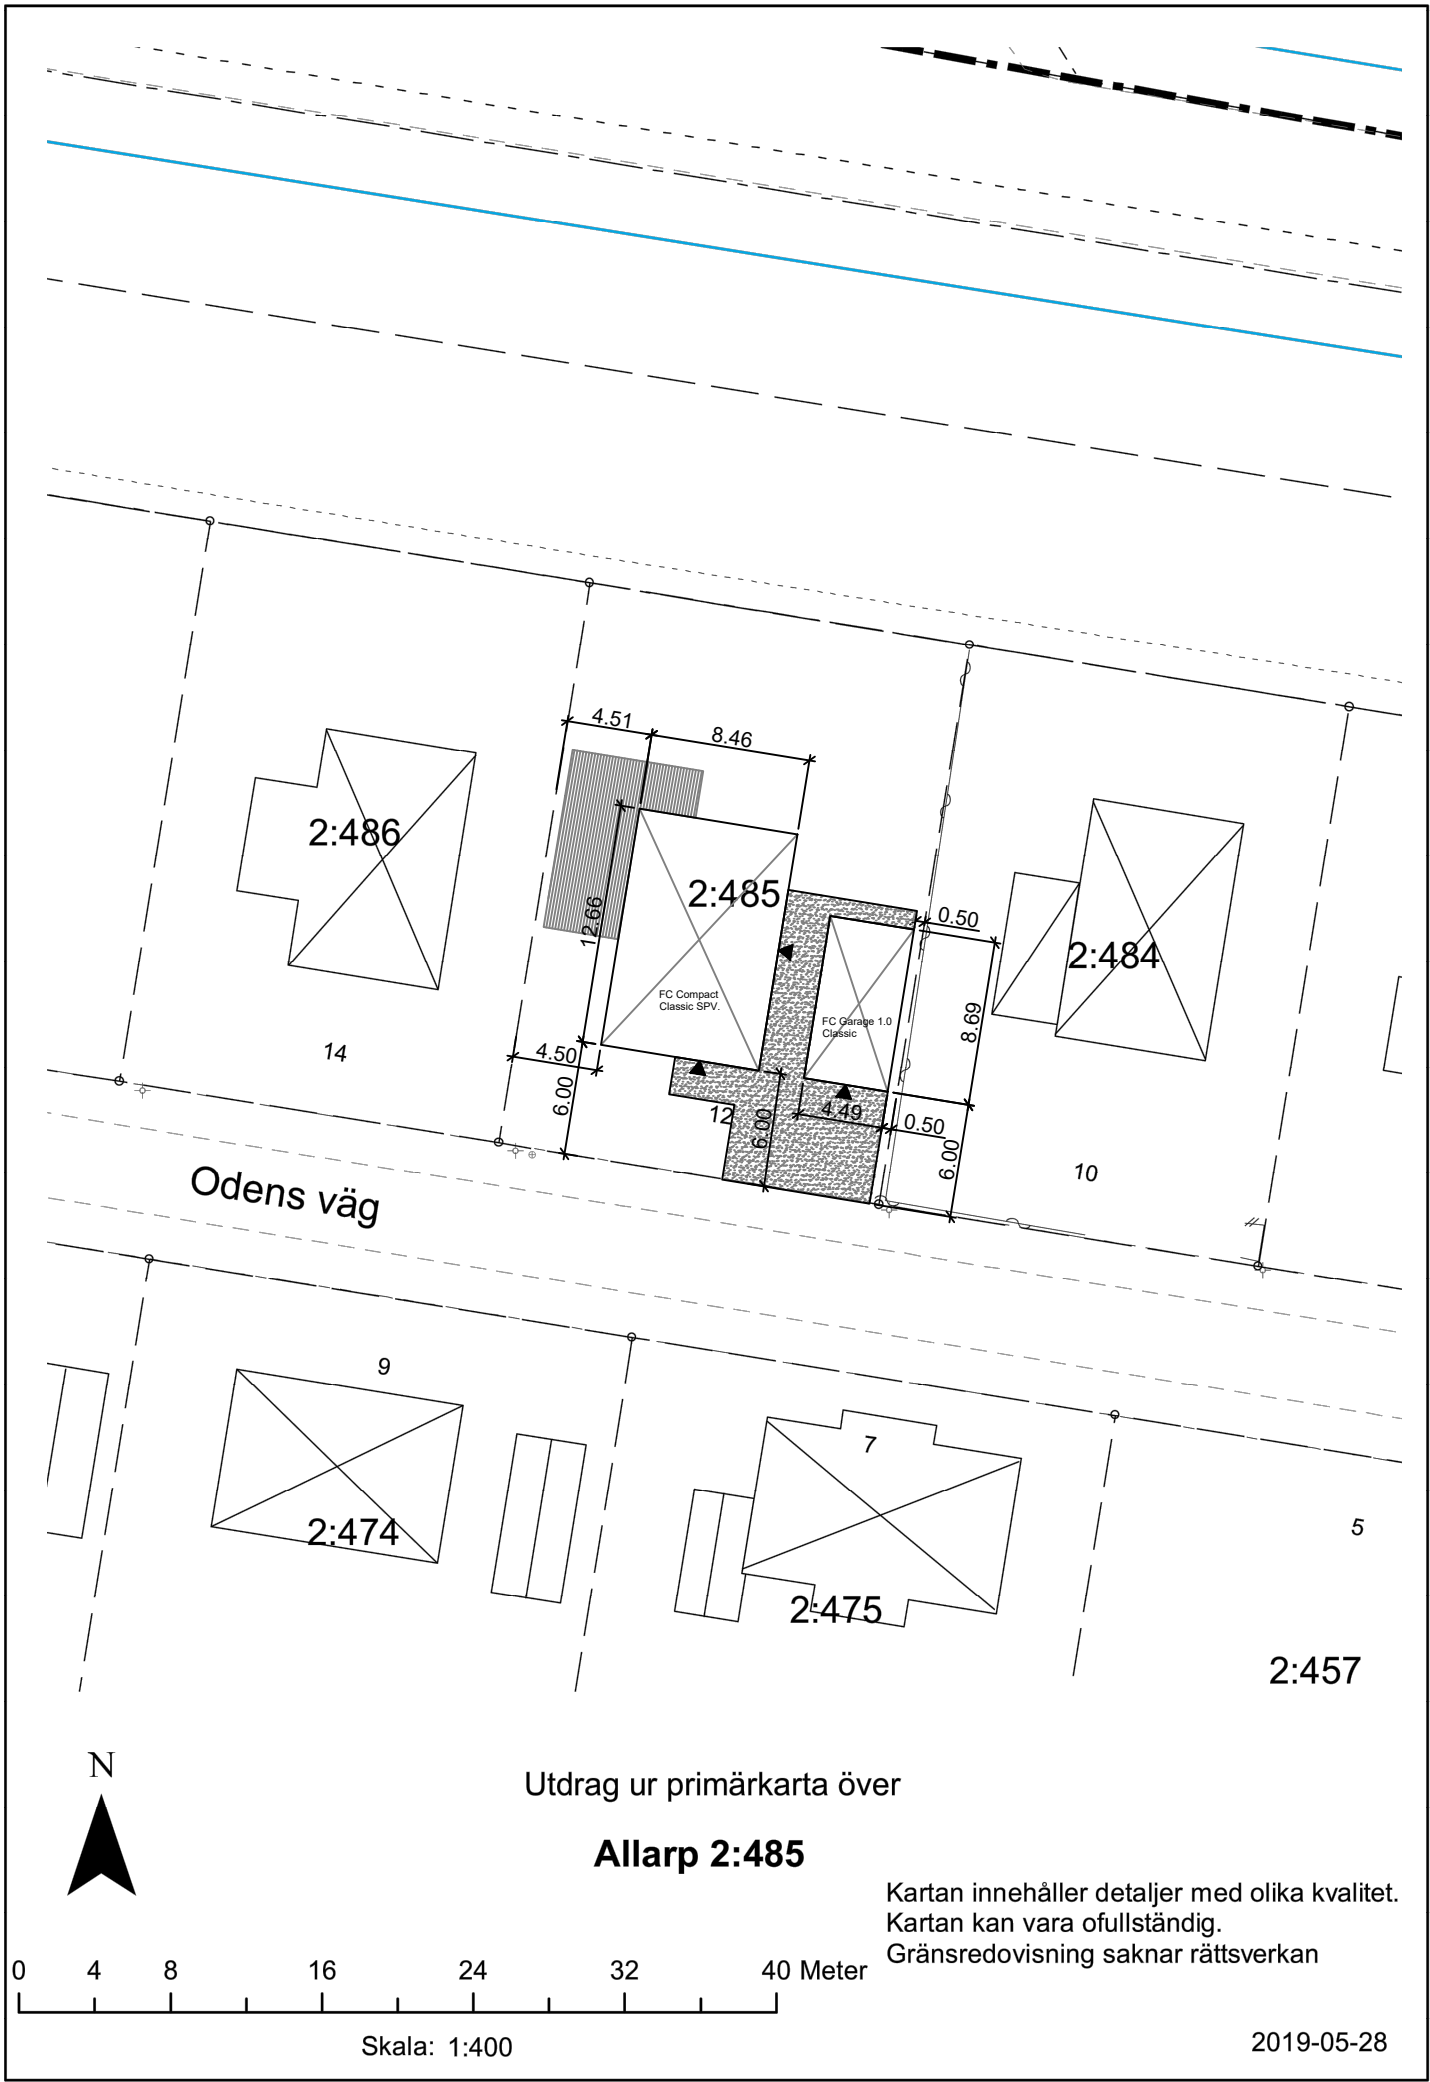 4.51
8.46
2:486
2:485
12.66
0.50
2:484
FC Compact
Classic SPV.
FC Garage 1.0
Classic
8.69
14
4.50
6.00
12
6.00
4.49
0.50
6.00
10
Odens väg
9
7
2:474
5
2:475
2:457
N
Utdrag ur primärkarta över
Allarp 2:485
Kartan innehåller detaljer med olika kvalitet.
Kartan kan vara ofullständig.
Gränsredovisning saknar rättsverkan
0 4 8 16 24 32 40 Meter
Skala: 1:400
2019-05-28